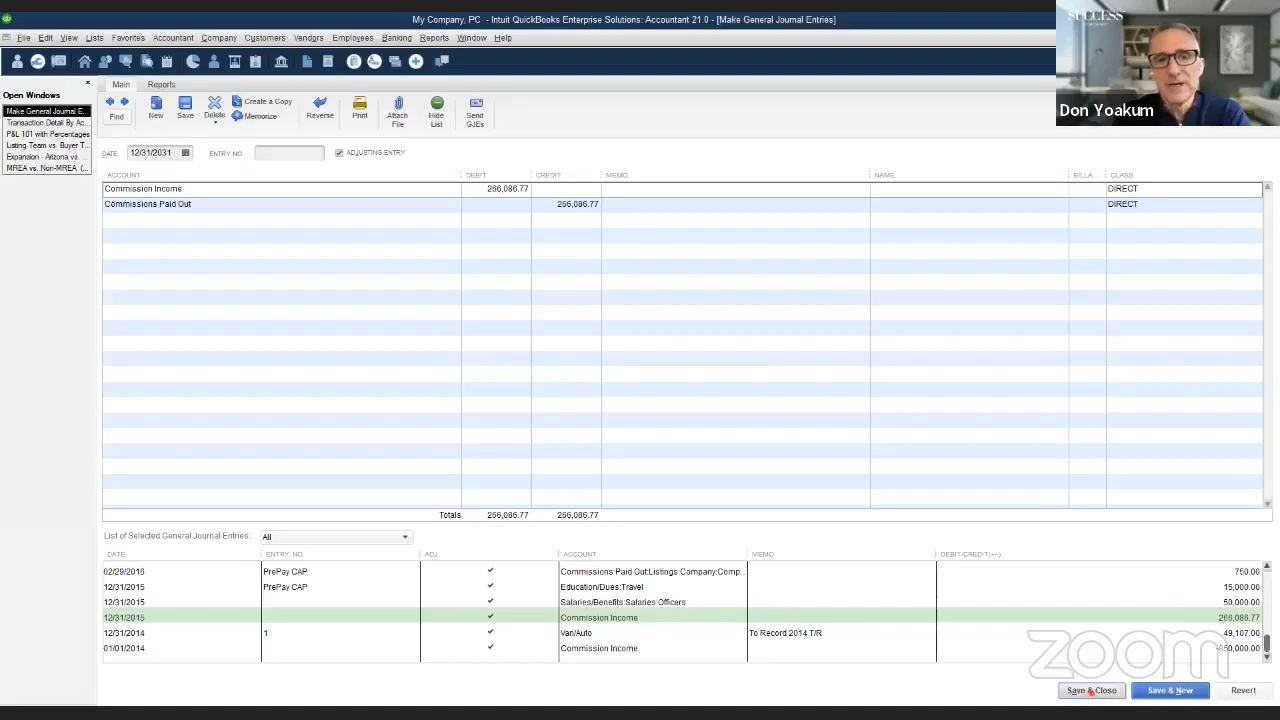 My Company, PC - Intuit QuickBooks Enterprise Solutions: Accountant 21.0 - [Make General Journal Entries]
File Edit View Lists Favorites Accountant Company Customers Vendors Employees Banking Reports Window Help
SUCCESS
Don Yoakum
Open Windows
Make General Journal E...
Transaction Detail By Ac...
P&L 101 with Percentages
Listing Team vs. Buyer T...
Expansion - Arizona vs. ...
MREA vs. Non-MREA (...
Main Reports
Find New Save Delete Create a Copy Memorize Reverse Print Attach File Hide List Send GJEs
DATE 12/31/2031 ENTRY NO. ADJUSTING ENTRY
ACCOUNT DEBIT CREDIT MEMO NAME BILLA... CLASS
Commission Income 266,086.77 DIRECT
Commissions Paid Out 266,086.77 DIRECT
Totals 266,086.77 266,086.77
List of Selected General Journal Entries: All
DATE ENTRY NO. ADJ ACCOUNT MEMO DEBIT/CREDIT(+/-)
02/29/2016 PrePay CAP Commissions Paid Out:Listings:Company:Comp... 750.00
12/31/2015 PrePay CAP Education/Dues:Travel 15,000.00
12/31/2015 Salaries/Benefits:Salaries:Officers 50,000.00
12/31/2015 Commission Income 266,086.77
12/31/2014 1 Van/Auto To Record 2014 T/R 49,107.00
01/01/2014 Commission Income -850,000.00
zoom
Save & Close Save & New Revert